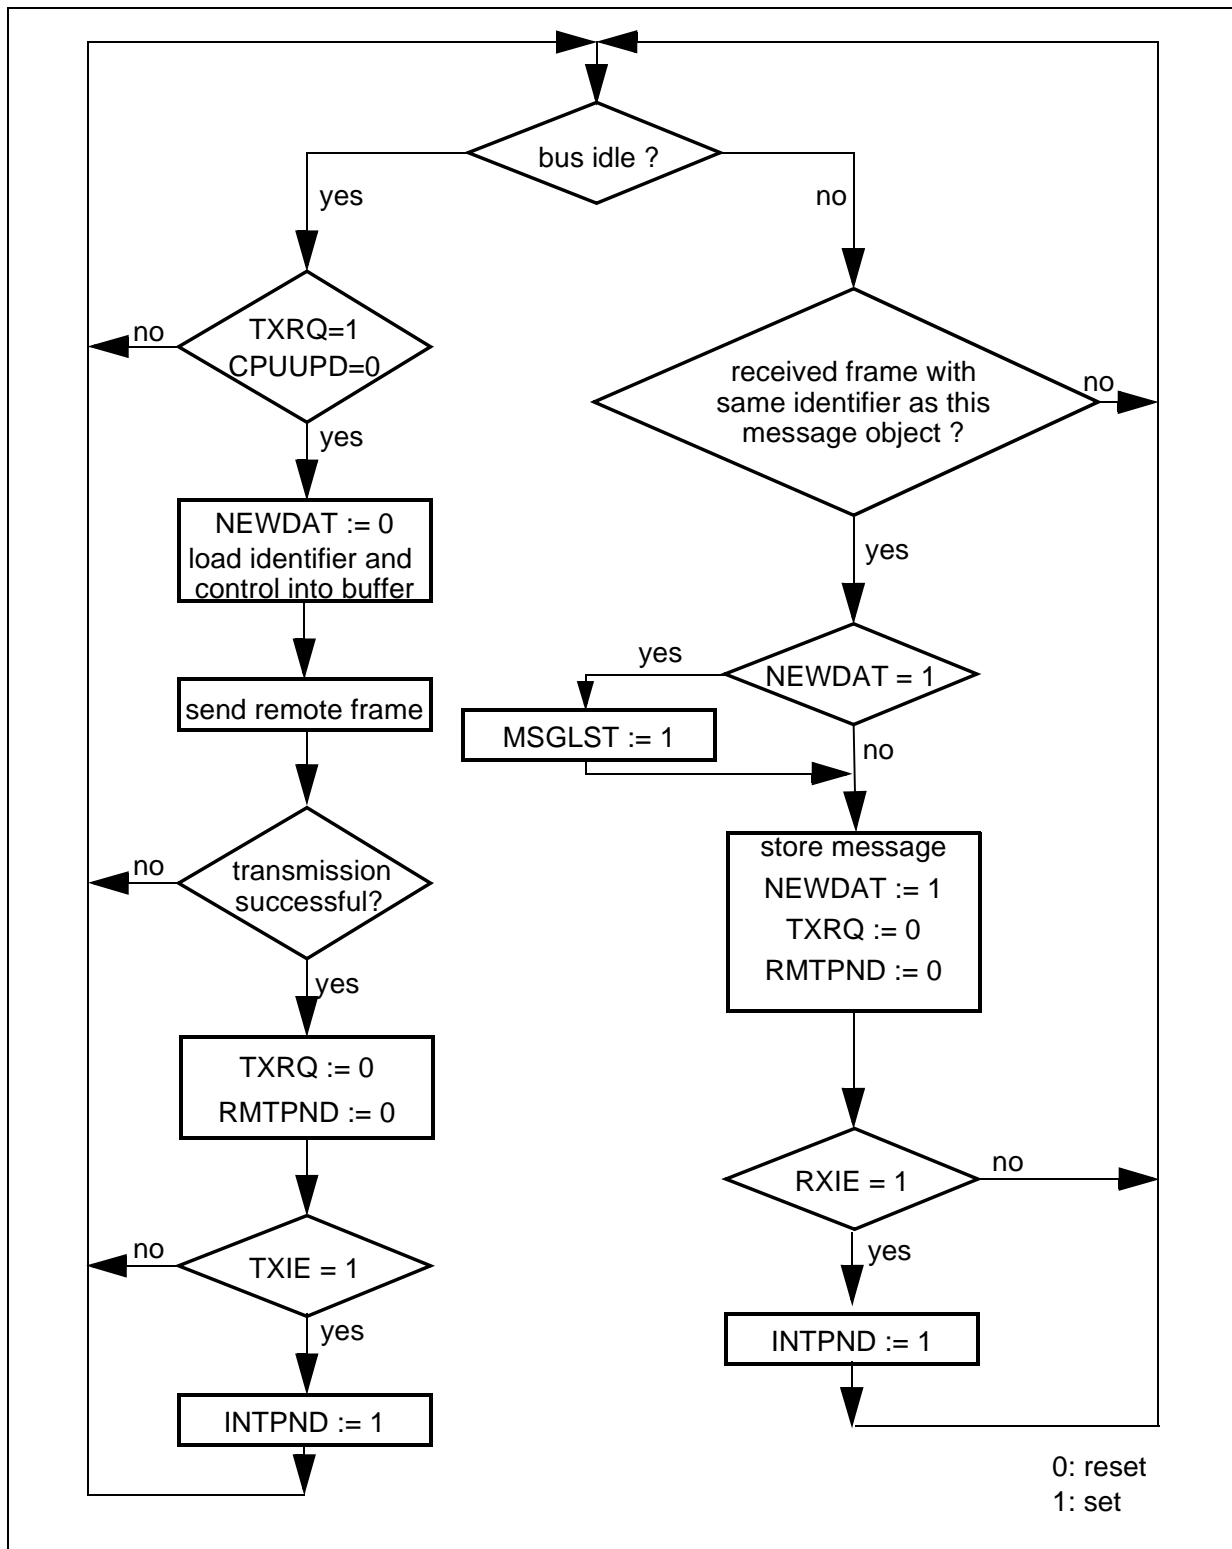 bus idle ?
yes
no
TXRQ=1
CPUUPD=0
no
yes
NEWDAT := 0
load identifier and
control into buffer
send remote frame
transmission
successful?
no
yes
TXRQ := 0
RMTPND := 0
TXIE = 1
no
yes
INTPND := 1
received frame with
same identifier as this
message object ?
no
yes
NEWDAT = 1
yes
MSGLST := 1
no
store message
NEWDAT := 1
TXRQ := 0
RMTPND := 0
RXIE = 1
no
yes
INTPND := 1
0: reset
1: set